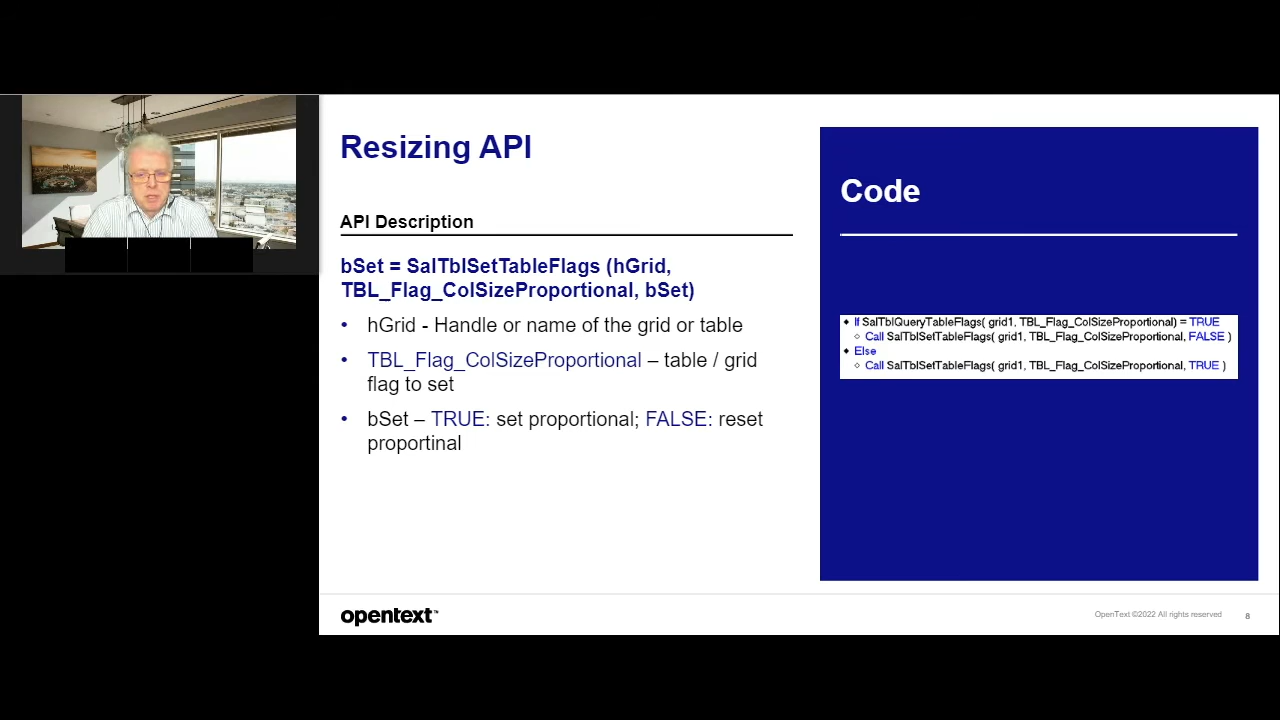 Resizing API
API Description
bSet = SalTblSetTableFlags (hGrid,
TBL_Flag_ColSizeProportional, bSet)
• hGrid - Handle or name of the grid or table
• TBL_Flag_ColSizeProportional – table / grid
flag to set
• bSet – TRUE: set proportional; FALSE: reset
proportinal
Code
If SalTblQueryTableFlags( grid1, TBL_Flag_ColSizeProportional) = TRUE
Call SalTblSetTableFlags( grid1, TBL_Flag_ColSizeProportional, FALSE )
Else
Call SalTblSetTableFlags( grid1, TBL_Flag_ColSizeProportional, TRUE )
opentext™
OpenText ©2022 All rights reserved
8